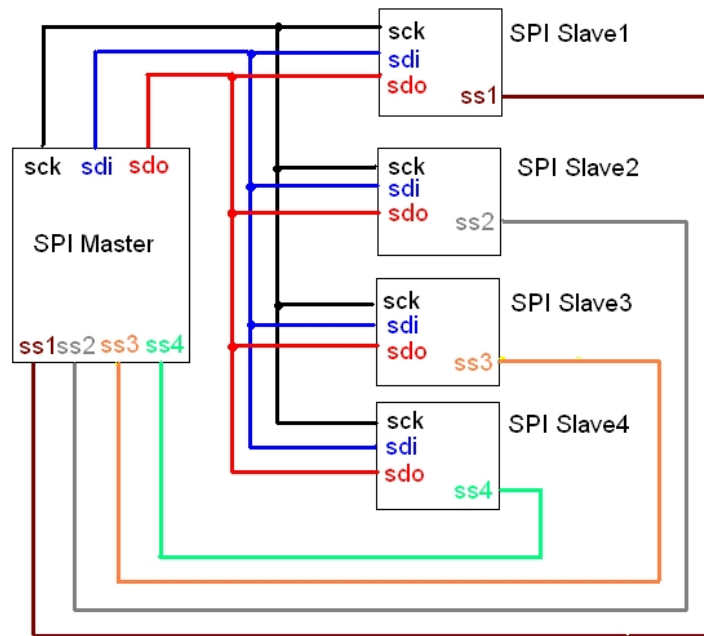 sck
sdi
sdo
ss1
SPI Slave1
sck sdi sdo
SPI Master
ss1 ss2 ss3 ss4
sck
sdi
sdo
ss2
SPI Slave2
sck
sdi
sdo
ss3
SPI Slave3
sck
sdi
sdo
ss4
SPI Slave4